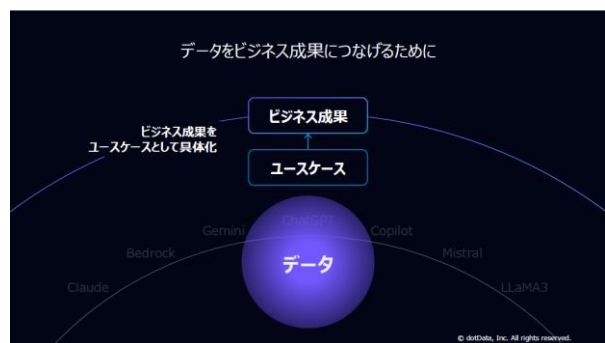 データをビジネス成果につなげるために
ビジネス成果
ビジネス成果を
ユースケースとして具体化
ユースケース
ChatGPT
Gemini
Copilot
Bedrock
Mistral
データ
Claude
LLaMA3
© dotData, Inc. All rights reserved.